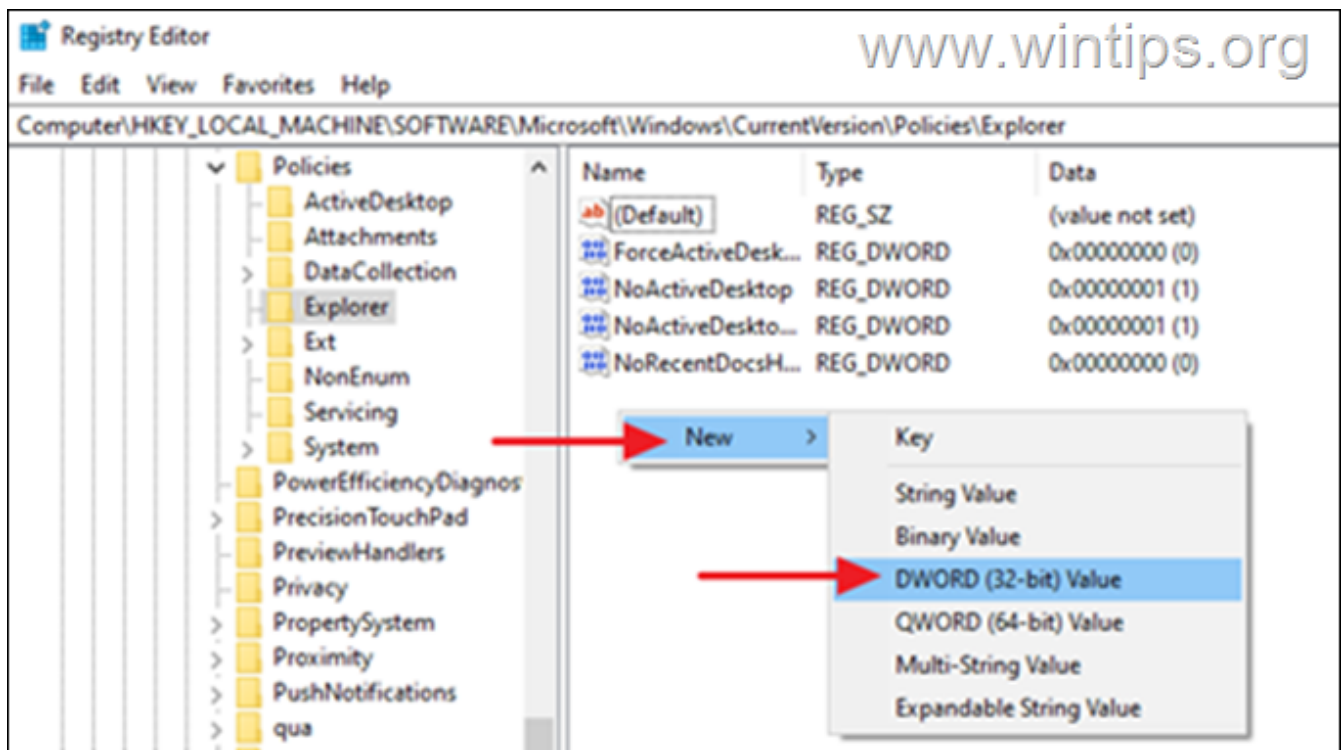 Registry Editor
www.wintips.org
File Edit View Favorites Help
Computer\HKEY_LOCAL_MACHINE\SOFTWARE\Microsoft\Windows\CurrentVersion\Policies\Explorer
Policies
ActiveDesktop
Attachments
DataCollection
Explorer
Ext
NonEnum
Servicing
System
PowerEfficiencyDiagnos
PrecisionTouchPad
PreviewHandlers
Privacy
PropertySystem
Proximity
PushNotifications
qua
Name Type Data
ab (Default) REG_SZ (value not set)
ForceActiveDesk... REG_DWORD 0x00000000 (0)
NoActiveDesktop REG_DWORD 0x00000001 (1)
NoActiveDeskto... REG_DWORD 0x00000001 (1)
NoRecentDocsH... REG_DWORD 0x00000000 (0)
New
Key
String Value
Binary Value
DWORD (32-bit) Value
QWORD (64-bit) Value
Multi-String Value
Expandable String Value